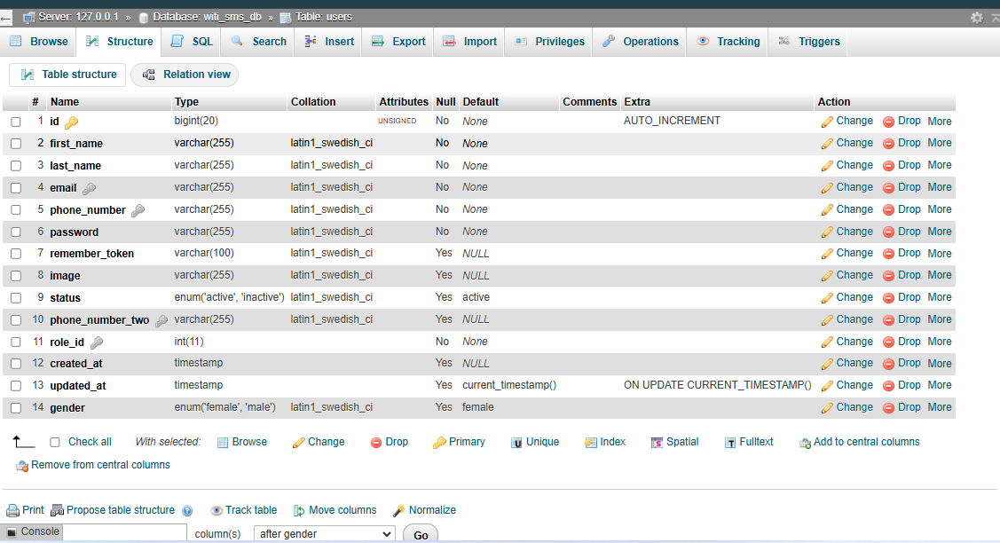 Server: 127.0.0.1 » Database: witi_sms_db » Table: users
Browse Structure SQL Search Insert Export Import Privileges Operations Tracking Triggers
Table structure Relation view
# Name Type Collation Attributes Null Default Comments Extra Action
1 id bigint(20) UNSIGNED No None AUTO_INCREMENT Change Drop More
2 first_name varchar(255) latin1_swedish_ci No None Change Drop More
3 last_name varchar(255) latin1_swedish_ci No None Change Drop More
4 email varchar(255) latin1_swedish_ci No None Change Drop More
5 phone_number varchar(255) latin1_swedish_ci No None Change Drop More
6 password varchar(255) latin1_swedish_ci No None Change Drop More
7 remember_token varchar(100) latin1_swedish_ci Yes NULL Change Drop More
8 image varchar(255) latin1_swedish_ci Yes NULL Change Drop More
9 status enum('active', 'inactive') latin1_swedish_ci Yes active Change Drop More
10 phone_number_two varchar(255) latin1_swedish_ci Yes NULL Change Drop More
11 role_id int(11) No None Change Drop More
12 created_at timestamp Yes NULL Change Drop More
13 updated_at timestamp Yes current_timestamp() ON UPDATE CURRENT_TIMESTAMP() Change Drop More
14 gender enum('female', 'male') latin1_swedish_ci Yes female Change Drop More
Check all With selected: Browse Change Drop Primary Unique Index Spatial Fulltext Add to central columns
Remove from central columns
Print Propose table structure Track table Move columns Normalize
Console column(s) after gender Go